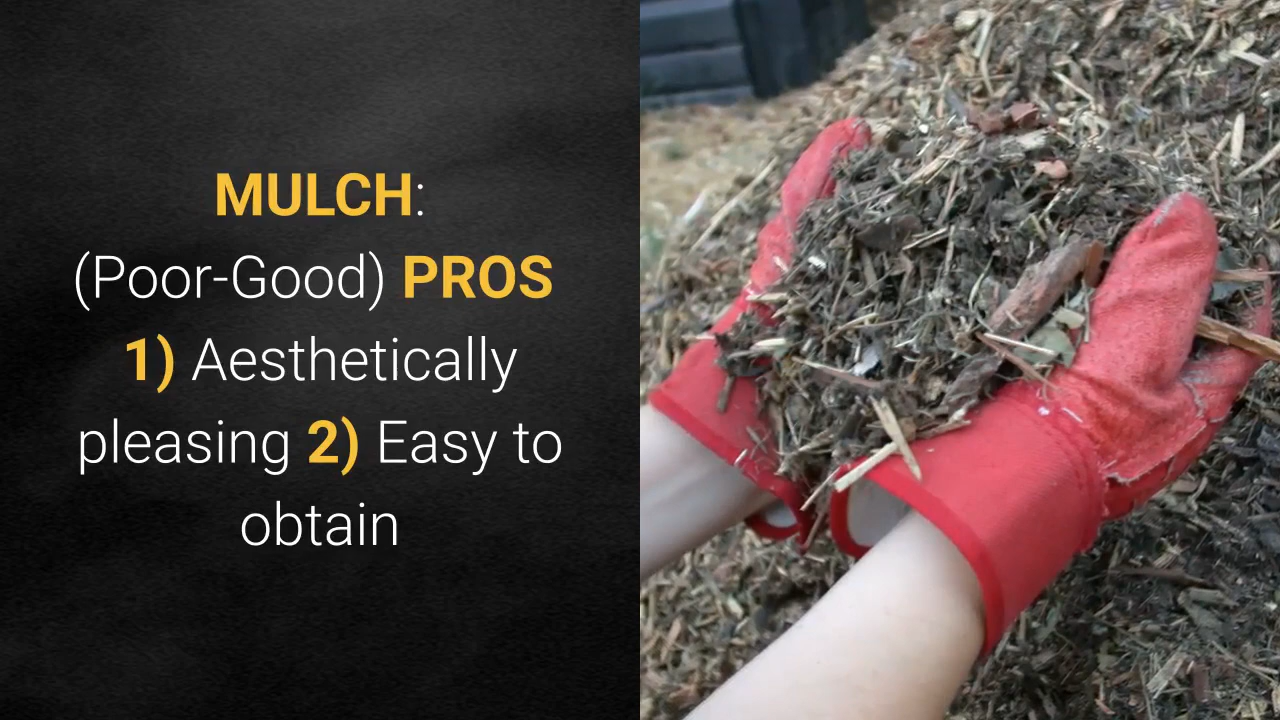 MULCH:
(Poor-Good) PROS
1) Aesthetically
pleasing 2) Easy to
obtain